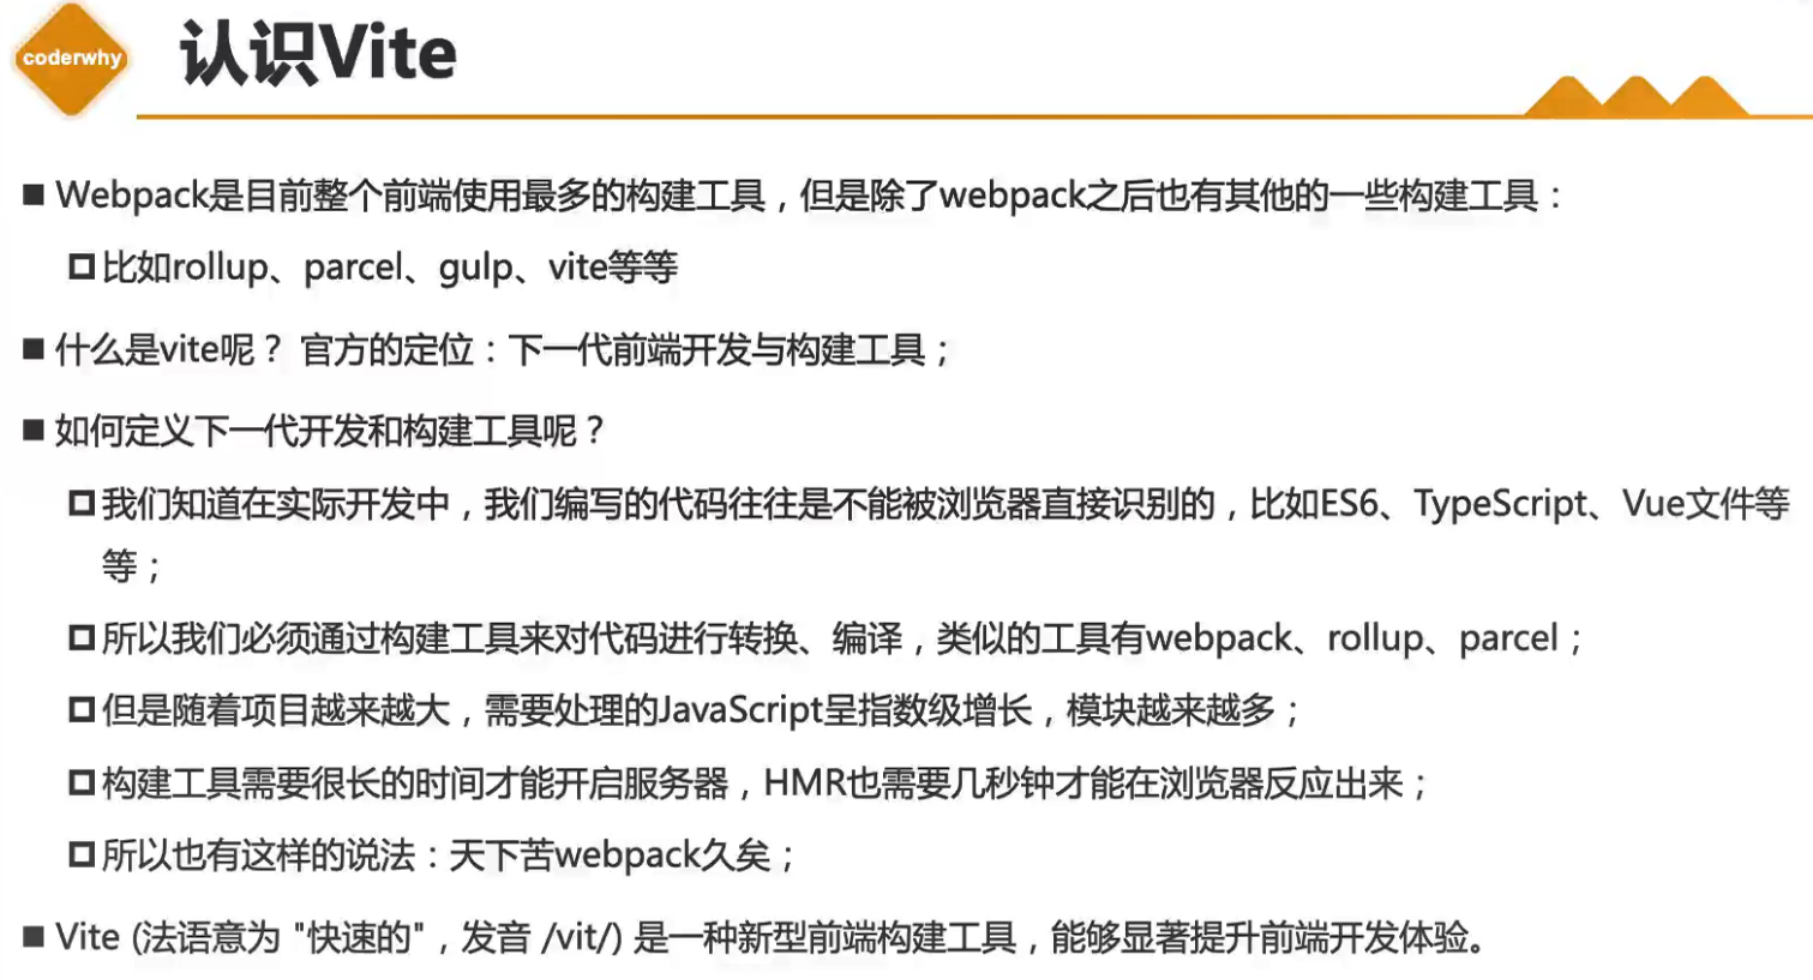 coderwhy
认识Vite
Webpack是目前整个前端使用最多的构建工具，但是除了webpack之后也有其他的一些构建工具：
比如rollup、parcel、gulp、vite等等
什么是vite呢？ 官方的定位：下一代前端开发与构建工具；
如何定义下一代开发和构建工具呢？
我们知道在实际开发中，我们编写的代码往往是不能被浏览器直接识别的，比如ES6、TypeScript、Vue文件等
等；
所以我们必须通过构建工具来对代码进行转换、编译，类似的工具有webpack、rollup、parcel；
但是随着项目越来越大，需要处理的JavaScript呈指数级增长，模块越来越多；
构建工具需要很长的时间才能开启服务器，HMR也需要几秒钟才能在浏览器反应出来；
所以也有这样的说法：天下苦webpack久矣；
Vite (法语意为 "快速的"，发音 /vit/) 是一种新型前端构建工具，能够显著提升前端开发体验。